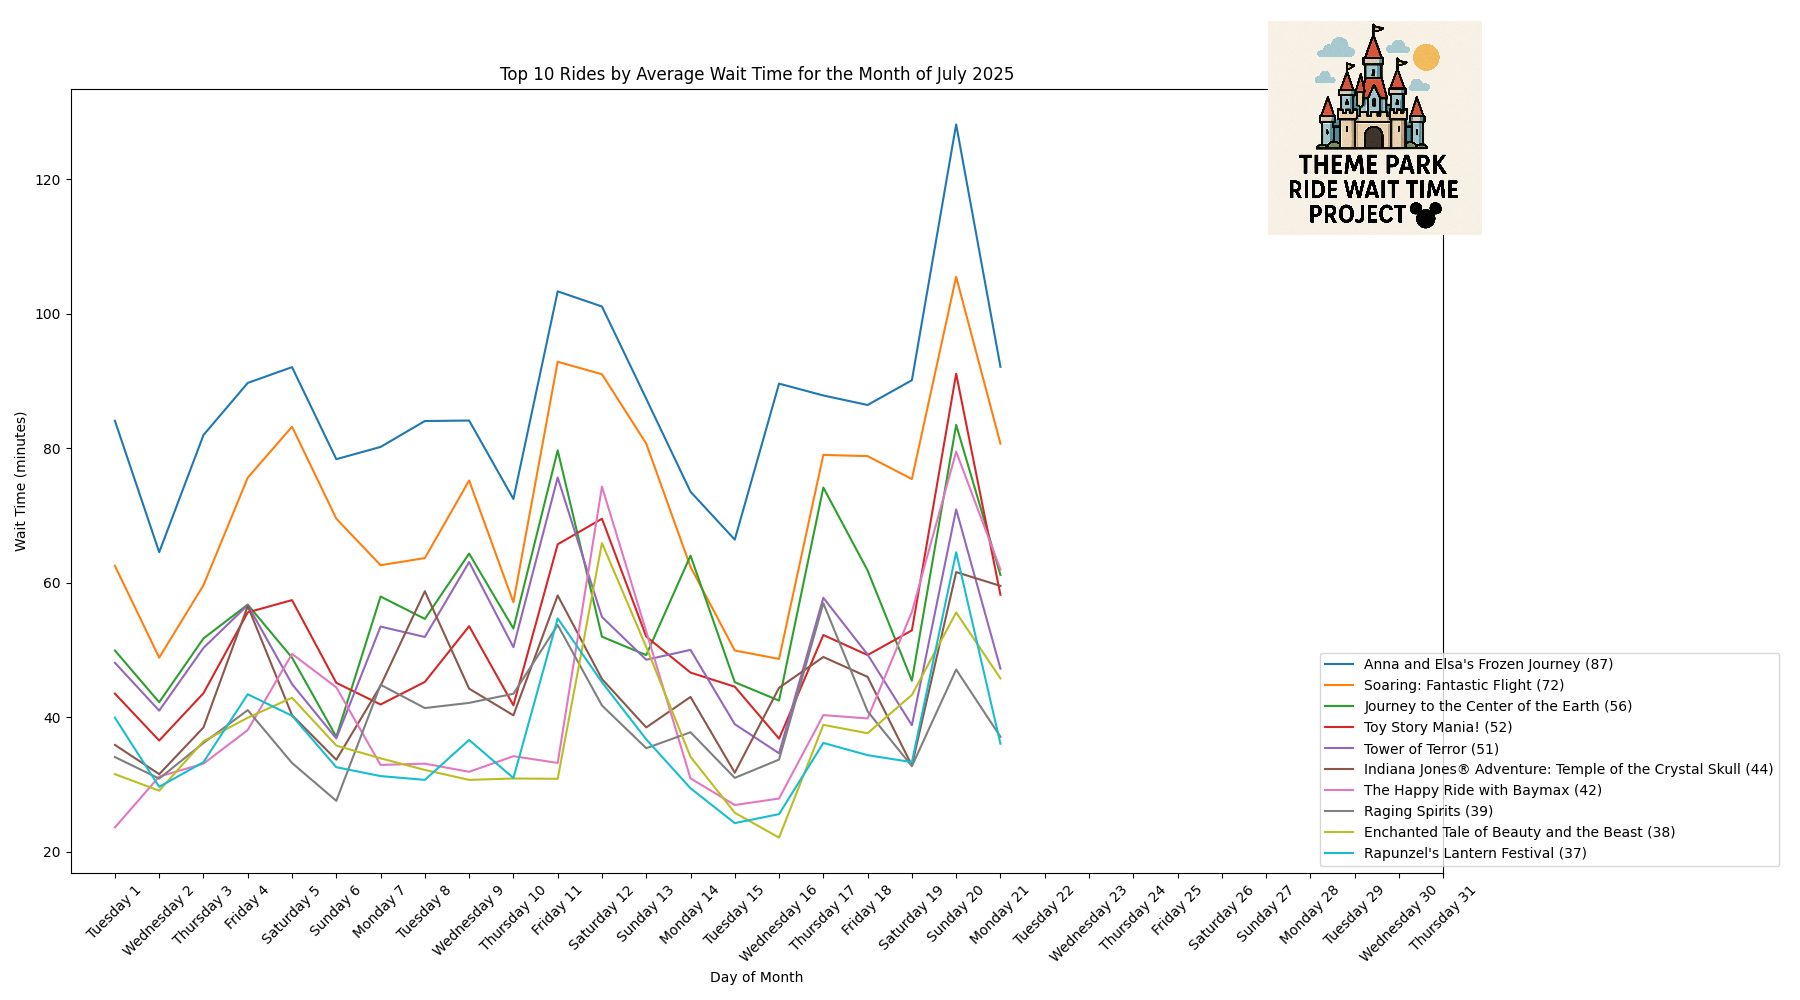 THEME PARK
RIDE WAIT TIME
PROJECT
Top 10 Rides by Average Wait Time for the Month of July 2025
Wait Time (minutes)
120
100
80
60
40
20
Anna and Elsa's Frozen Journey (87)
Soaring: Fantastic Flight (72)
Journey to the Center of the Earth (56)
Toy Story Mania! (52)
Tower of Terror (51)
Indiana Jones® Adventure: Temple of the Crystal Skull (44)
The Happy Ride with Baymax (42)
Raging Spirits (39)
Enchanted Tale of Beauty and the Beast (38)
Rapunzel's Lantern Festival (37)
Tuesday 1
Wednesday 2
Thursday 3
Friday 4
Saturday 5
Sunday 6
Monday 7
Tuesday 8
Wednesday 9
Thursday 10
Friday 11
Saturday 12
Sunday 13
Monday 14
Tuesday 15
Wednesday 16
Thursday 17
Friday 18
Saturday 19
Sunday 20
Monday 21
Tuesday 22
Wednesday 23
Thursday 24
Friday 25
Saturday 26
Sunday 27
Monday 28
Tuesday 29
Wednesday 30
Thursday 31
Day of Month